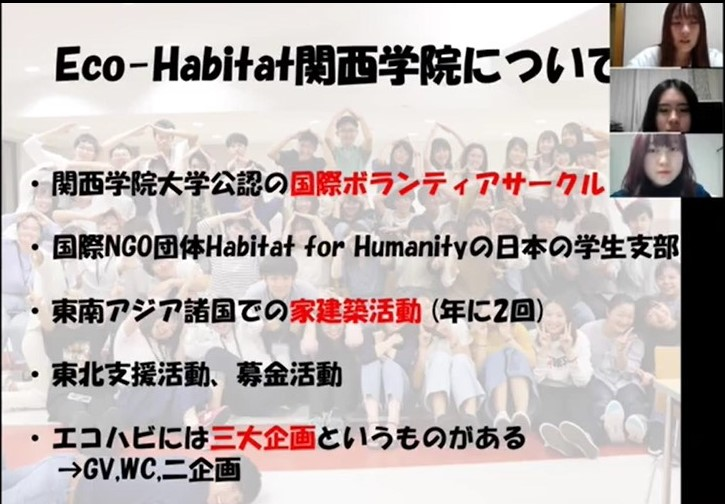 Eco-Habitat関西学院について
・関西学院大学公認の国際ボランティアサークル
・国際NGO団体Habitat for Humanityの日本の学生支部
・東南アジア諸国での家建築活動 (年に2回)
・東北支援活動、募金活動
・エコハビには三大企画というものがある
→GV,WC,二企画